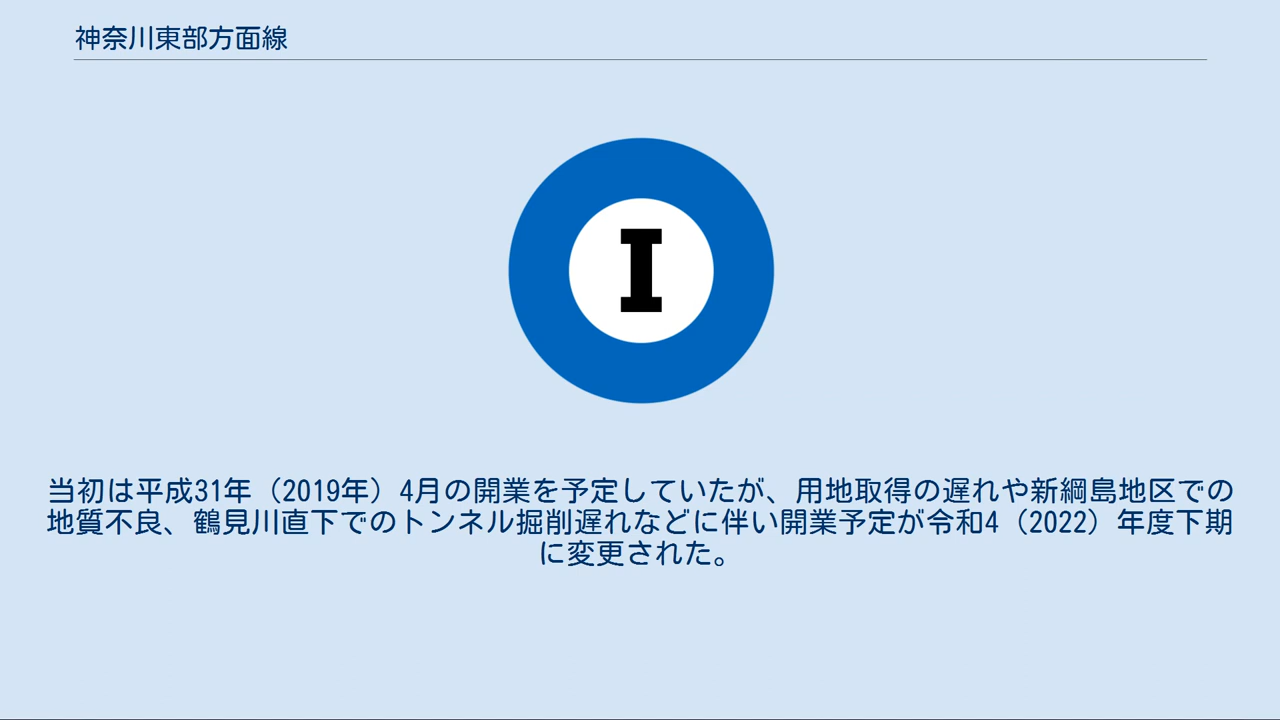 神奈川東部方面線
I
当初は平成31年（2019年）4月の開業を予定していたが、用地取得の遅れや新綱島地区での
地質不良、鶴見川直下でのトンネル掘削遅れなどに伴い開業予定が令和4（2022）年度下期
に変更された。